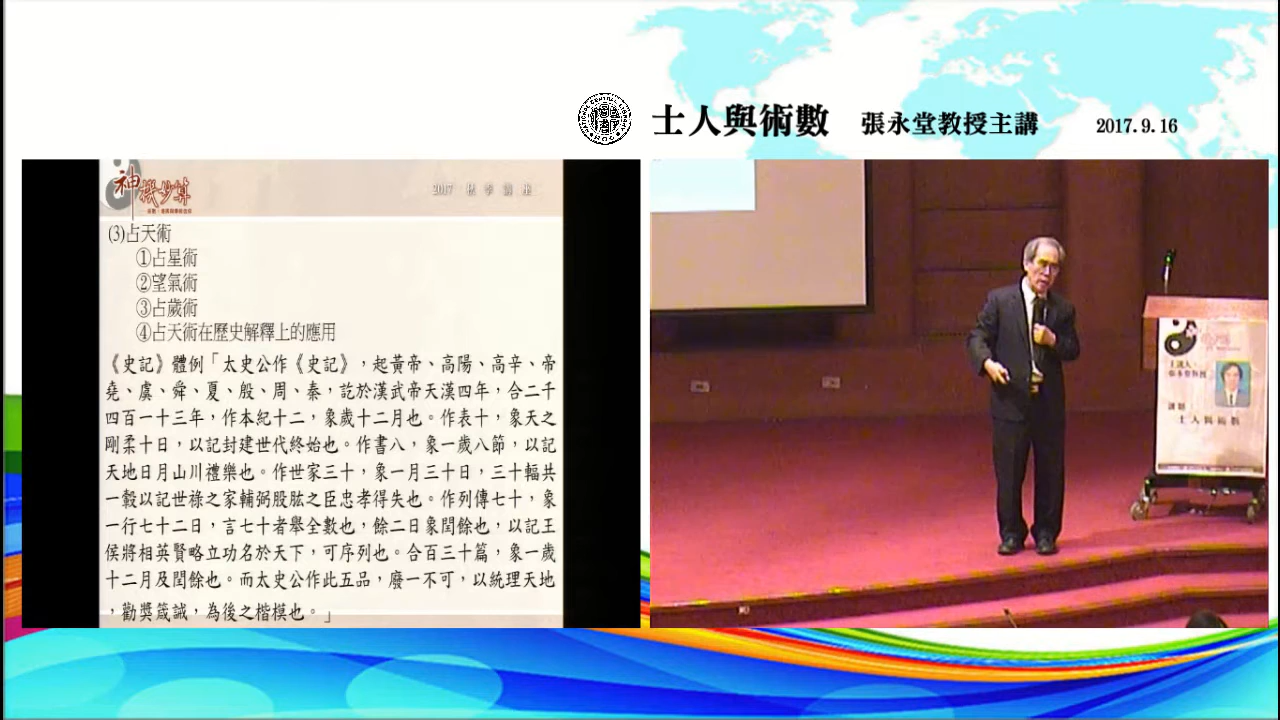 士人與術數 張永堂教授主講 2017.9.16
神機妙算
2017 秋季講座
(3)占天術
①占星術
②望氣術
③占歲術
④占天術在歷史解釋上的應用
《史記》體例「太史公作《史記》,起黃帝、高陽、高辛、帝
堯、虞、舜、夏、殷、周、秦,訖於漢武帝天漢四年,合二千
四百一十三年,作本紀十二,象歲十二月也。作表十,象天之
剛柔十日,以記封建世代終始也。作書八,象一歲八節,以記
天地日月山川禮樂也。作世家三十,象一月三十日,三十輻共
一轂以記世祿之家輔弼股肱之臣忠孝得失也。作列傳七十,象
一行七十二日,言七十者舉全數也,餘二日象閏餘也,以記王
侯將相英賢略立功名於天下,可序列也。合百三十篇,象一歲
十二月及閏餘也。而太史公作此五品,廢一不可,以統理天地
,勸獎箴誡,為後之楷模也。」
主講人:
張永堂教授
講題
士人與術數